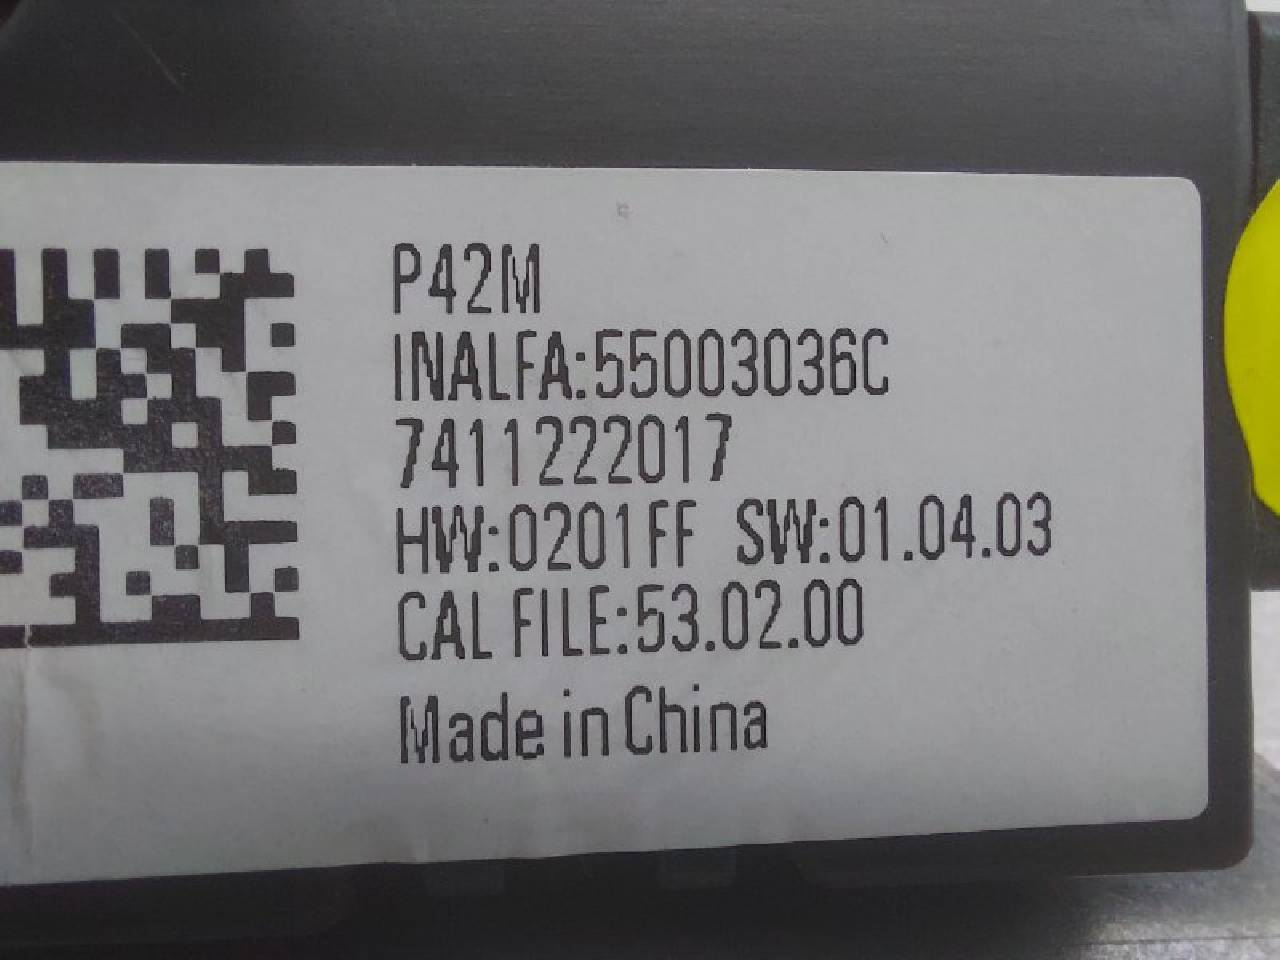 P42M
INALFA:55003036C
7411222017
HW:0201FF SW:01.04.03
CAL FILE:53.02.00
Made in China